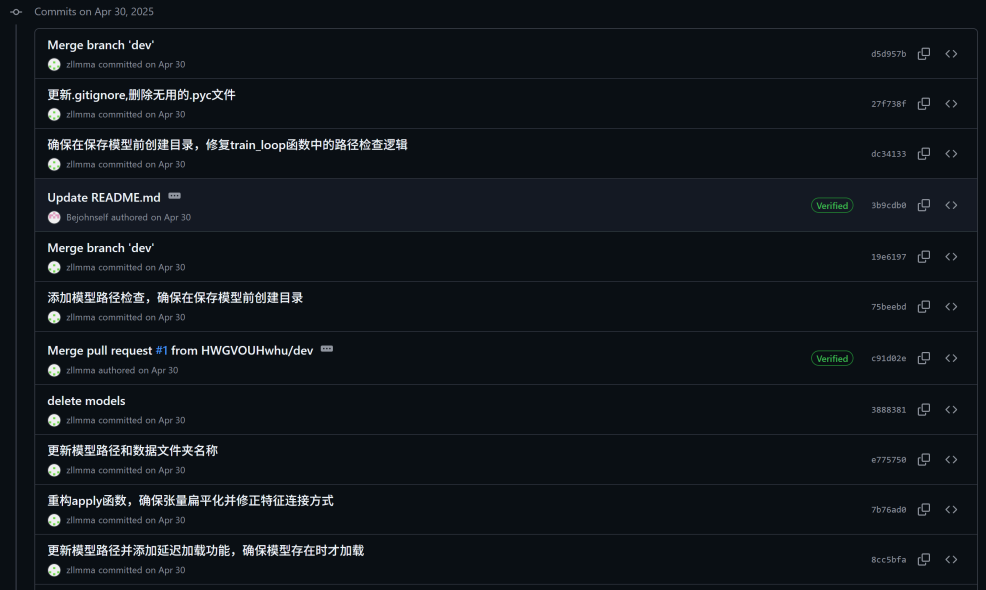 Commits on Apr 30, 2025
Merge branch 'dev'
zllmma committed on Apr 30
d5d957b
更新.gitignore,删除无用的.pyc文件
zllmma committed on Apr 30
27f738f
确保在保存模型前创建目录，修复train_loop函数中的路径检查逻辑
zllmma committed on Apr 30
dc34133
Update README.md
Bejohnself authored on Apr 30
Verified
3b9cdb0
Merge branch 'dev'
zllmma committed on Apr 30
19e6197
添加模型路径检查，确保在保存模型前创建目录
zllmma committed on Apr 30
75beebd
Merge pull request #1 from HWGVOUHwhu/dev
zllmma authored on Apr 30
Verified
c91d02e
delete models
zllmma committed on Apr 30
3888381
更新模型路径和数据文件夹名称
zllmma committed on Apr 30
e775750
重构apply函数，确保张量扁平化并修正特征连接方式
zllmma committed on Apr 30
7b76ad0
更新模型路径并添加延迟加载功能，确保模型存在时才加载
zllmma committed on Apr 30
8cc5bfa